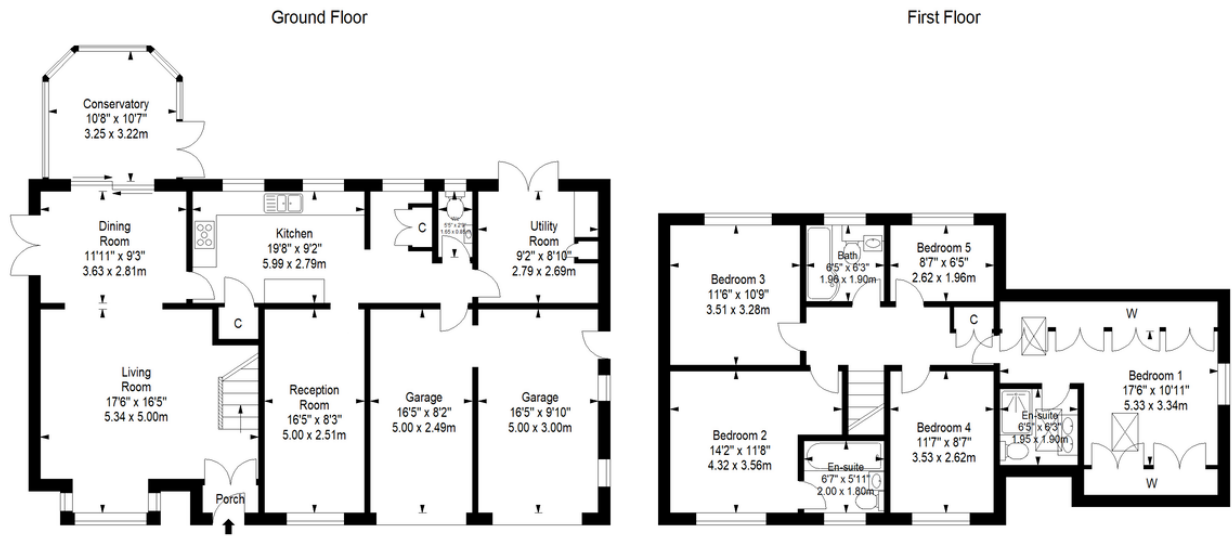 Ground Floor
First Floor
Conservatory
10'8" x 10'7"
3.25 x 3.22m
Dining
Room
11'11" x 9'3"
3.63 x 2.81m
Kitchen
19'8" x 9'2"
5.99 x 2.79m
C
Utility
Room
9'2" x 8'10"
2.79 x 2.69m
C
Living
Room
17'6" x 16'5"
5.34 x 5.00m
Reception
Room
16'5" x 8'3"
5.00 x 2.51m
Garage
16'5" x 8'2"
5.00 x 2.49m
Garage
16'5" x 9'10"
5.00 x 3.00m
Porch
Bedroom 3
11'6" x 10'9"
3.51 x 3.28m
Bath
6'5" x 6'3"
1.96 x 1.90m
Bedroom 5
8'7" x 6'5"
2.62 x 1.96m
C
W
Bedroom 1
17'6" x 10'11"
5.33 x 3.34m
En-suite
6'5" x 6'3"
1.95 x 1.90m
W
Bedroom 2
14'2" x 11'8"
4.32 x 3.56m
En-suite
6'7" x 5'11"
2.00 x 1.80m
Bedroom 4
11'7" x 8'7"
3.53 x 2.62m